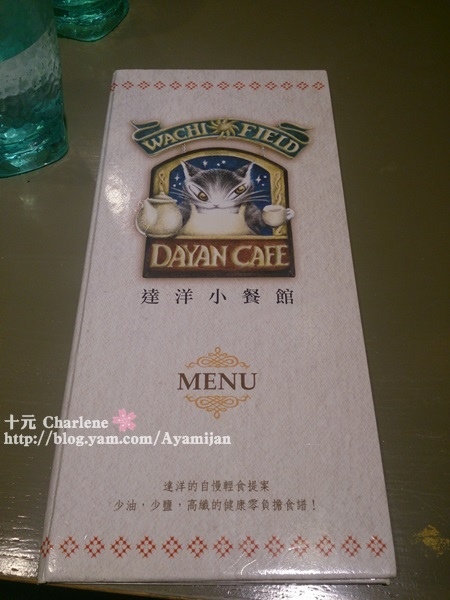 WACHI FIELD
DAYAN CAFE
達洋小餐館
MENU
十元 Charlene
http://blog.yam.com/Ayamijan
達洋的自慢輕食提案
少油，少鹽，高纖的健康零負擔食譜！